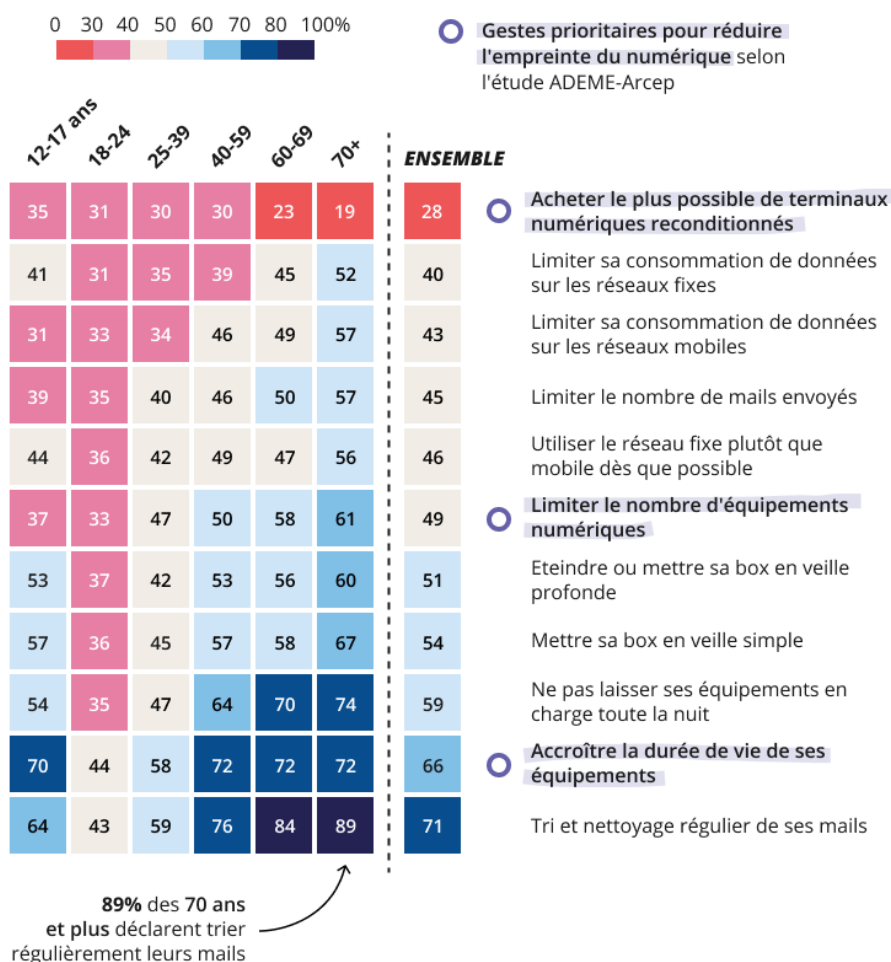 0 30 40 50 60 70 80 100%
Gestes prioritaires pour réduire
l'empreinte du numérique selon
l'étude ADEME-Arcep
12-17 ans 18-24 25-39 40-59 60-69 70+ ENSEMBLE
35 31 30 30 23 19 28 Acheter le plus possible de terminaux
numériques reconditionnés
41 31 35 39 45 52 40 Limiter sa consommation de données
sur les réseaux fixes
31 33 34 46 49 57 43 Limiter sa consommation de données
sur les réseaux mobiles
39 35 40 46 50 57 45 Limiter le nombre de mails envoyés
44 36 42 49 47 56 46 Utiliser le réseau fixe plutôt que
mobile dès que possible
37 33 47 50 58 61 49 Limiter le nombre d'équipements
numériques
53 37 42 53 56 60 51 Eteindre ou mettre sa box en veille
profonde
57 36 45 57 58 67 54 Mettre sa box en veille simple
54 35 47 64 70 74 59 Ne pas laisser ses équipements en
charge toute la nuit
70 44 58 72 72 72 66 Accroître la durée de vie de ses
équipements
64 43 59 76 84 89 71 Tri et nettoyage régulier de ses mails
89% des 70 ans
et plus déclarent trier
régulièrement leurs mails